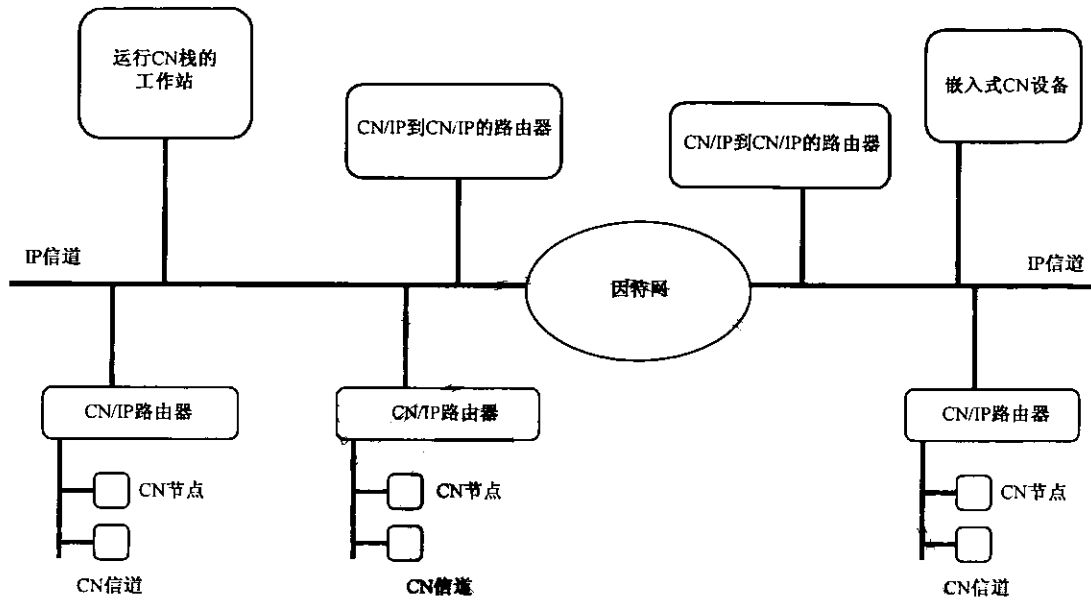 运行CN栈的
工作站
CN/IP到CN/IP的路由器
CN/IP到CN/IP的路由器
嵌入式CN设备
IP信道
因特网
IP信道
CN/IP路由器
CN/IP路由器
CN/IP路由器
CN节点
CN节点
CN节点
CN信道
CN信道
CN信道